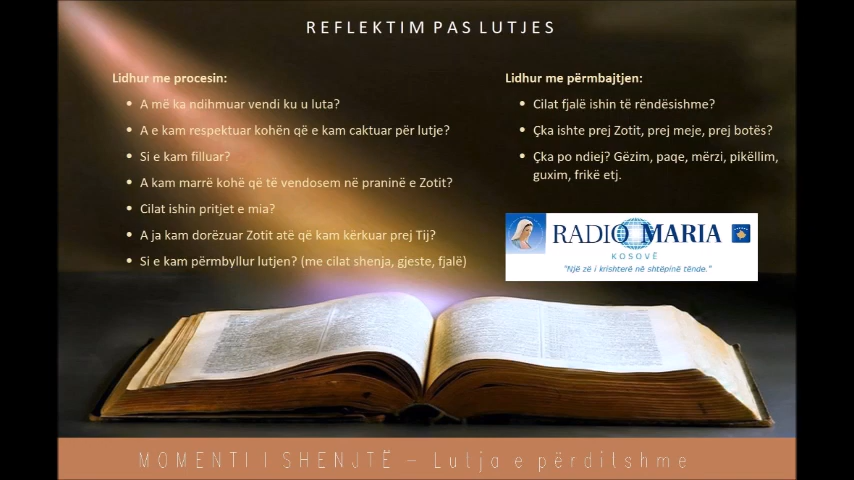 REFLEKTIM PAS LUTJES
Lidhur me procesin:
• A më ka ndihmuar vendi ku u luta?
• A e kam respektuar kohën që e kam caktuar për lutje?
• Si e kam filluar?
• A kam marrë kohë që të vendosem në praninë e Zotit?
• Cilat ishin pritjet e mia?
• A ja kam dorëzuar Zotit atë që kam kërkuar prej Tij?
• Si e kam përmbyllur lutjen? (me cilat shenja, gjeste, fjalë)
Lidhur me përmbajtjen:
• Cilat fjalë ishin të rëndësishme?
• Çka ishte prej Zotit, prej meje, prej botës?
• Çka po ndiej? Gëzim, paqe, mërzi, pikëllim,
guxim, frikë etj.
RADIO MARIA
KOSOVË
"Një zë i krishterë në shtëpinë tënde."
MOMENTI I SHENJTË – Lutja e përditshme